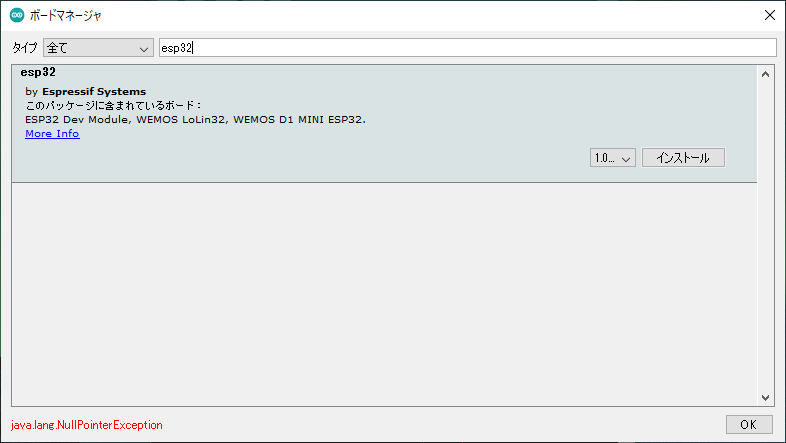 ボードマネージャ
タイプ 全て esp32
esp32
by Espressif Systems
このパッケージに含まれているボード：
ESP32 Dev Module, WEMOS LoLin32, WEMOS D1 MINI ESP32.
More Info
1.0... インストール
java.lang.NullPointerException OK